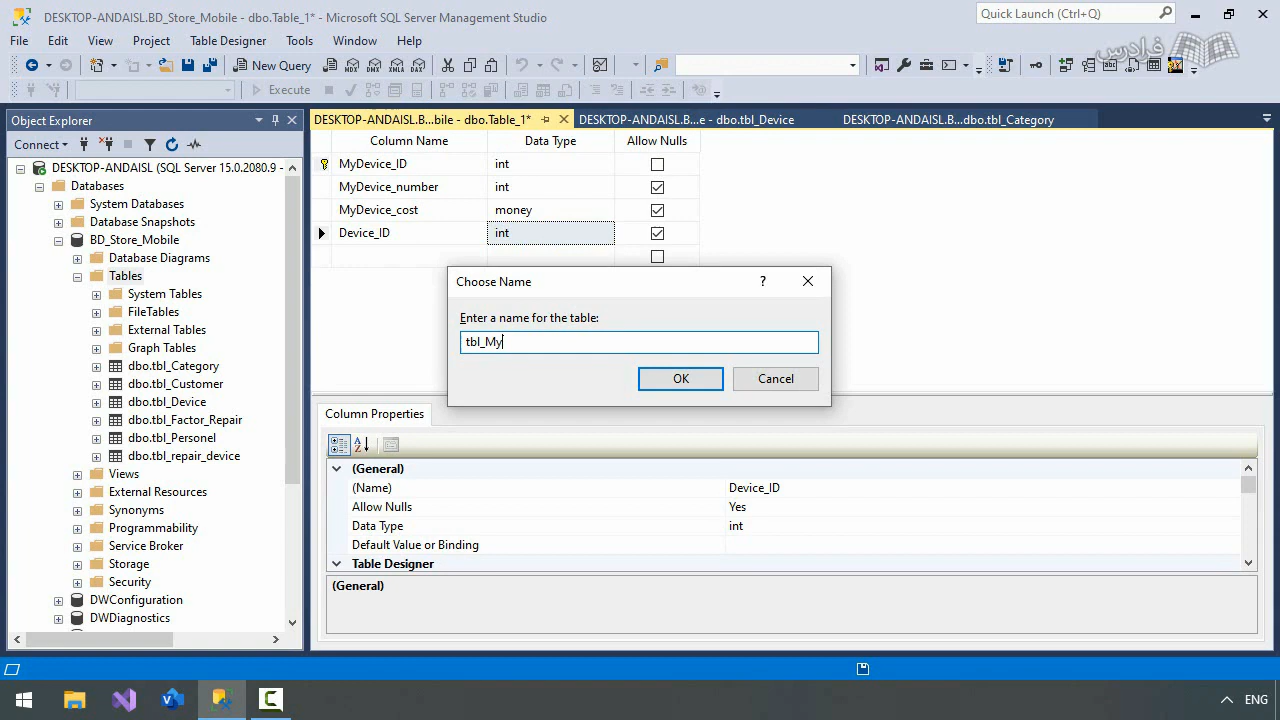 DESKTOP-ANDAISL.BD_Store_Mobile - dbo.Table_1* - Microsoft SQL Server Management Studio
Quick Launch (Ctrl+Q)
File Edit View Project Table Designer Tools Window Help
فرادرس
New Query
Execute
Object Explorer
DESKTOP-ANDAISL.B...bile - dbo.Table_1*
DESKTOP-ANDAISL.B...e - dbo.tbl_Device
DESKTOP-ANDAISL.B...dbo.tbl_Category
Connect
DESKTOP-ANDAISL (SQL Server 15.0.2080.9 -
Databases
System Databases
Database Snapshots
BD_Store_Mobile
Database Diagrams
Tables
System Tables
FileTables
External Tables
Graph Tables
dbo.tbl_Category
dbo.tbl_Customer
dbo.tbl_Device
dbo.tbl_Factor_Repair
dbo.tbl_Personel
dbo.tbl_repair_device
Views
External Resources
Synonyms
Programmability
Service Broker
Storage
Security
DWConfiguration
DWDiagnostics
Column Name Data Type Allow Nulls
MyDevice_ID int
MyDevice_number int
MyDevice_cost money
Device_ID int
Choose Name ?
Enter a name for the table:
tbl_My
OK Cancel
Column Properties
(General)
(Name) Device_ID
Allow Nulls Yes
Data Type int
Default Value or Binding
Table Designer
(General)
ENG